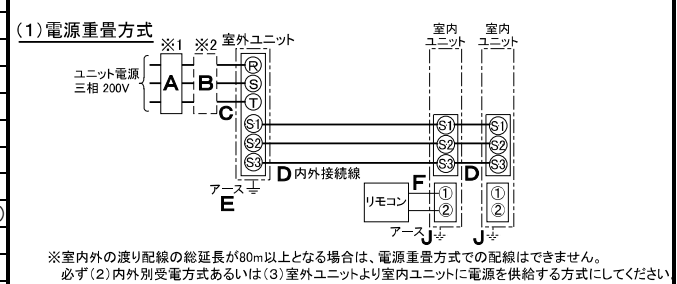 (1)電源重畳方式
※1 ※2 室外ユニット
室内
ユニット
室内
ユニット
ユニット電源
三相 200V
A
B
C
R
S
T
S1
S2
S3
S1
S2
S3
S1
S2
S3
D 内外接続線
D
アース
E
リモコン
F
①
②
①
②
アース
J
J
※室内外の渡り配線の総延長が80m以上となる場合は、電源重畳方式での配線はできません。
必ず(2)内外別受電方式あるいは(3)室外ユニットより室内ユニットに電源を供給する方式にしてください。